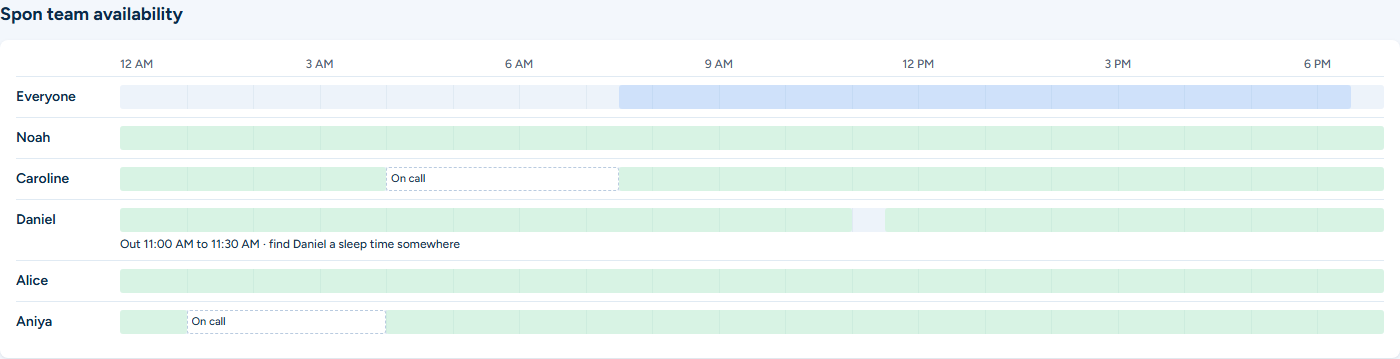 Spon team availability
12 AM 3 AM 6 AM 9 AM 12 PM 3 PM 6 PM
Everyone
Noah
Caroline On call
Daniel
Out 11:00 AM to 11:30 AM · find Daniel a sleep time somewhere
Alice
Aniya On call